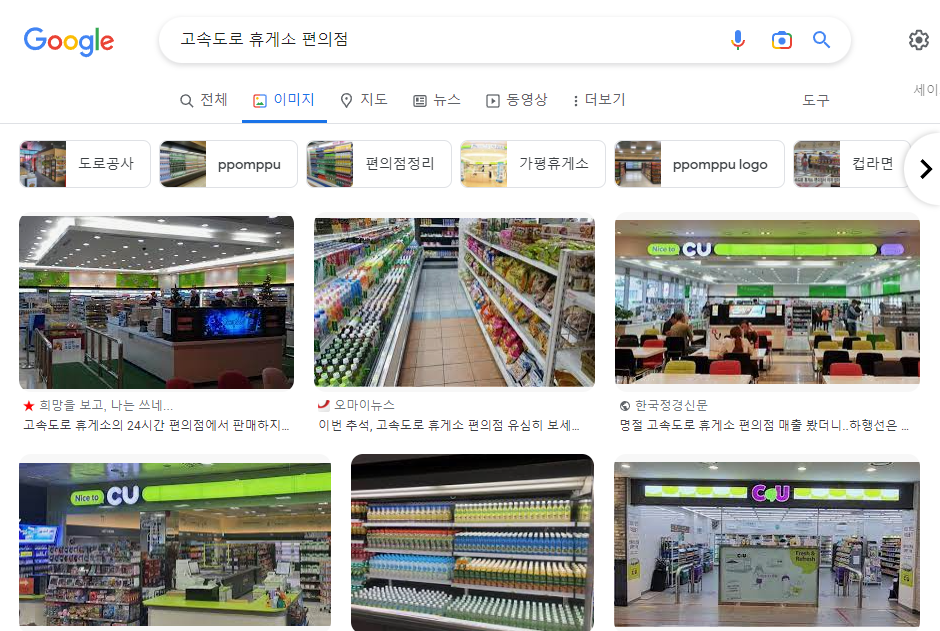 Google
고속도로 휴게소 편의점
전체
이미지
지도
뉴스
동영상
더보기
도구
세이
도로공사
ppomppu
편의점정리
가평휴게소
ppomppu logo
컵라면
Nice to CU
희망을 보고, 나는 쓰네...
고속도로 휴게소의 24시간 편의점에서 판매하지...
오마이뉴스
이번 추석, 고속도로 휴게소 편의점 유심히 보세...
한국정경신문
명절 고속도로 휴게소 편의점 매출 봤더니..하행선은 ...
Nice to CU
CU
Fresh &
Refresh